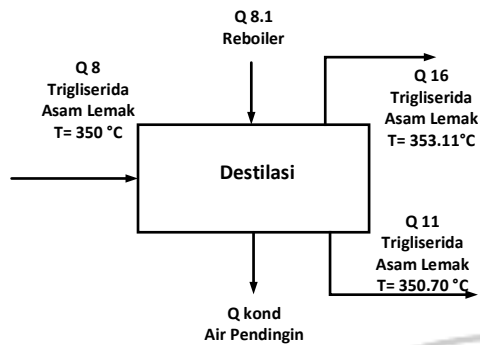 Q 8.1
Reboiler
Q 8
Trigliserida
Asam Lemak
T= 350 °C
Q 16
Trigliserida
Asam Lemak
T= 353.11°C
Destilasi
Q 11
Trigliserida
Asam Lemak
T= 350.70 °C
Q kond
Air Pendingin